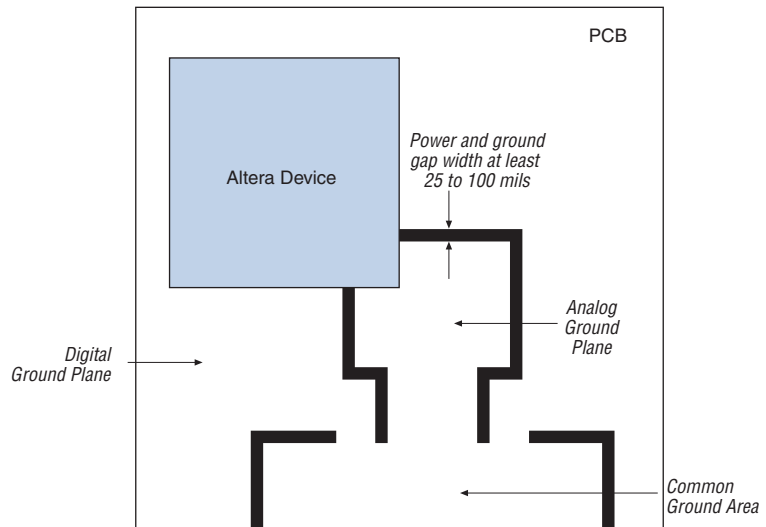 PCB
Power and ground
gap width at least
25 to 100 mils
Altera Device
Analog
Ground
Plane
Digital
Ground Plane
Common
Ground Area